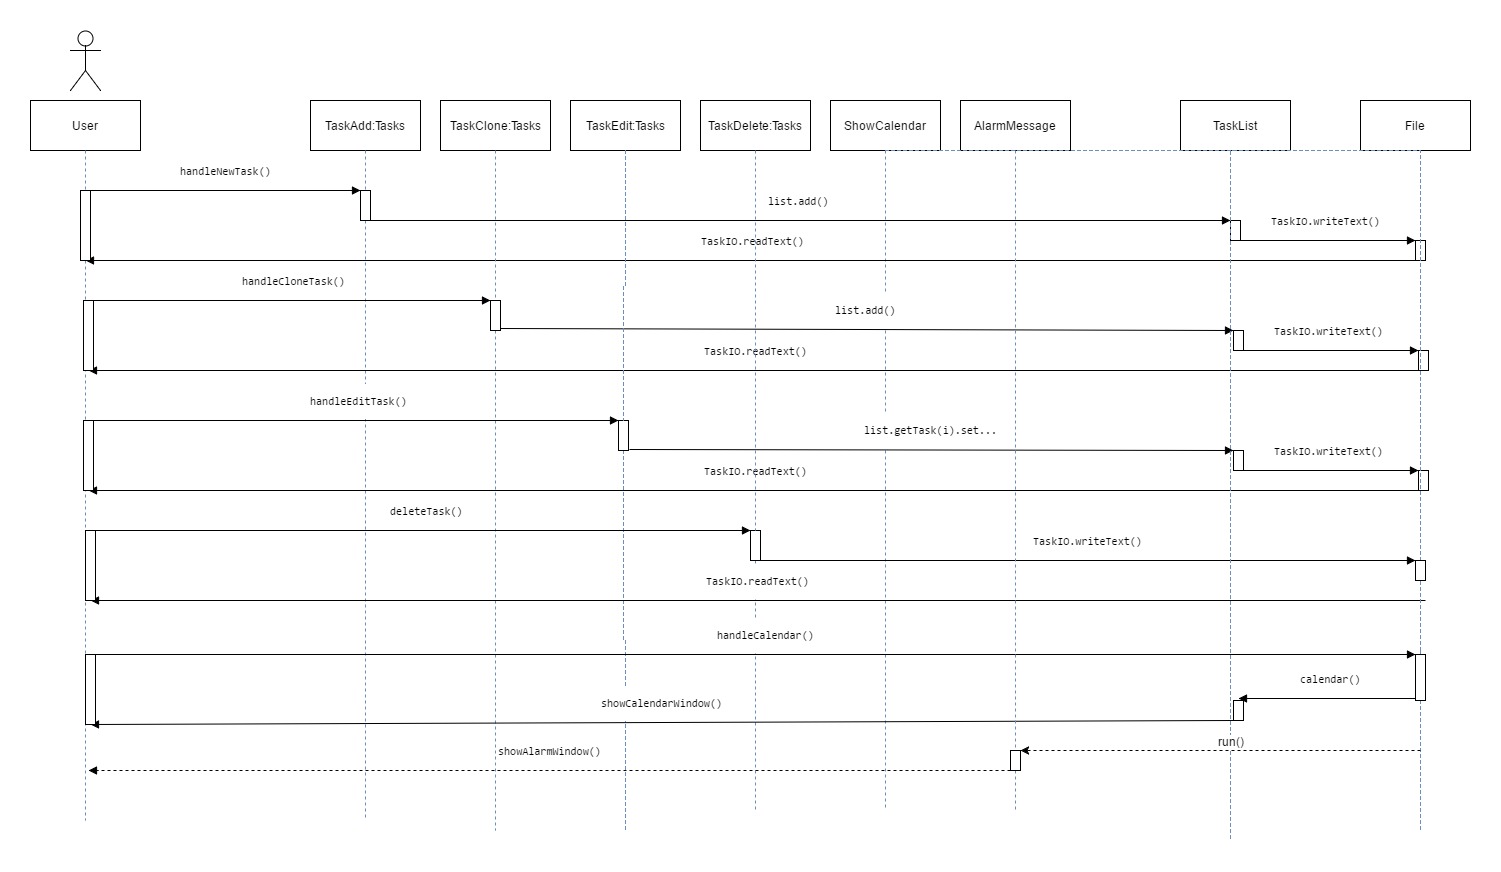 User
TaskAdd:Tasks
TaskClone:Tasks
TaskEdit:Tasks
TaskDelete:Tasks
ShowCalendar
AlarmMessage
TaskList
File
handleNewTask()
list.add()
TaskIO.writeText()
TaskIO.readText()
handleCloneTask()
list.add()
TaskIO.writeText()
TaskIO.readText()
handleEditTask()
list.getTask(i).set...
TaskIO.writeText()
TaskIO.readText()
deleteTask()
TaskIO.writeText()
TaskIO.readText()
handleCalendar()
calendar()
showCalendarWindow()
run()
showAlarmWindow()